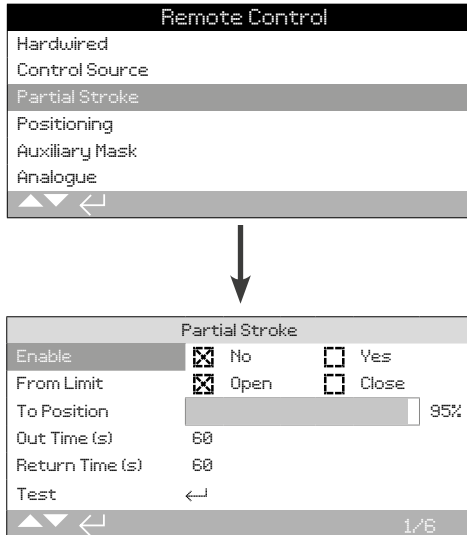 Remote Control
Hardwired
Control Source
Partial Stroke
Positioning
Auxiliary Mask
Analogue
Partial Stroke
Enable No Yes
From Limit Open Close
To Position 95%
Out Time (s) 60
Return Time (s) 60
Test
1/6